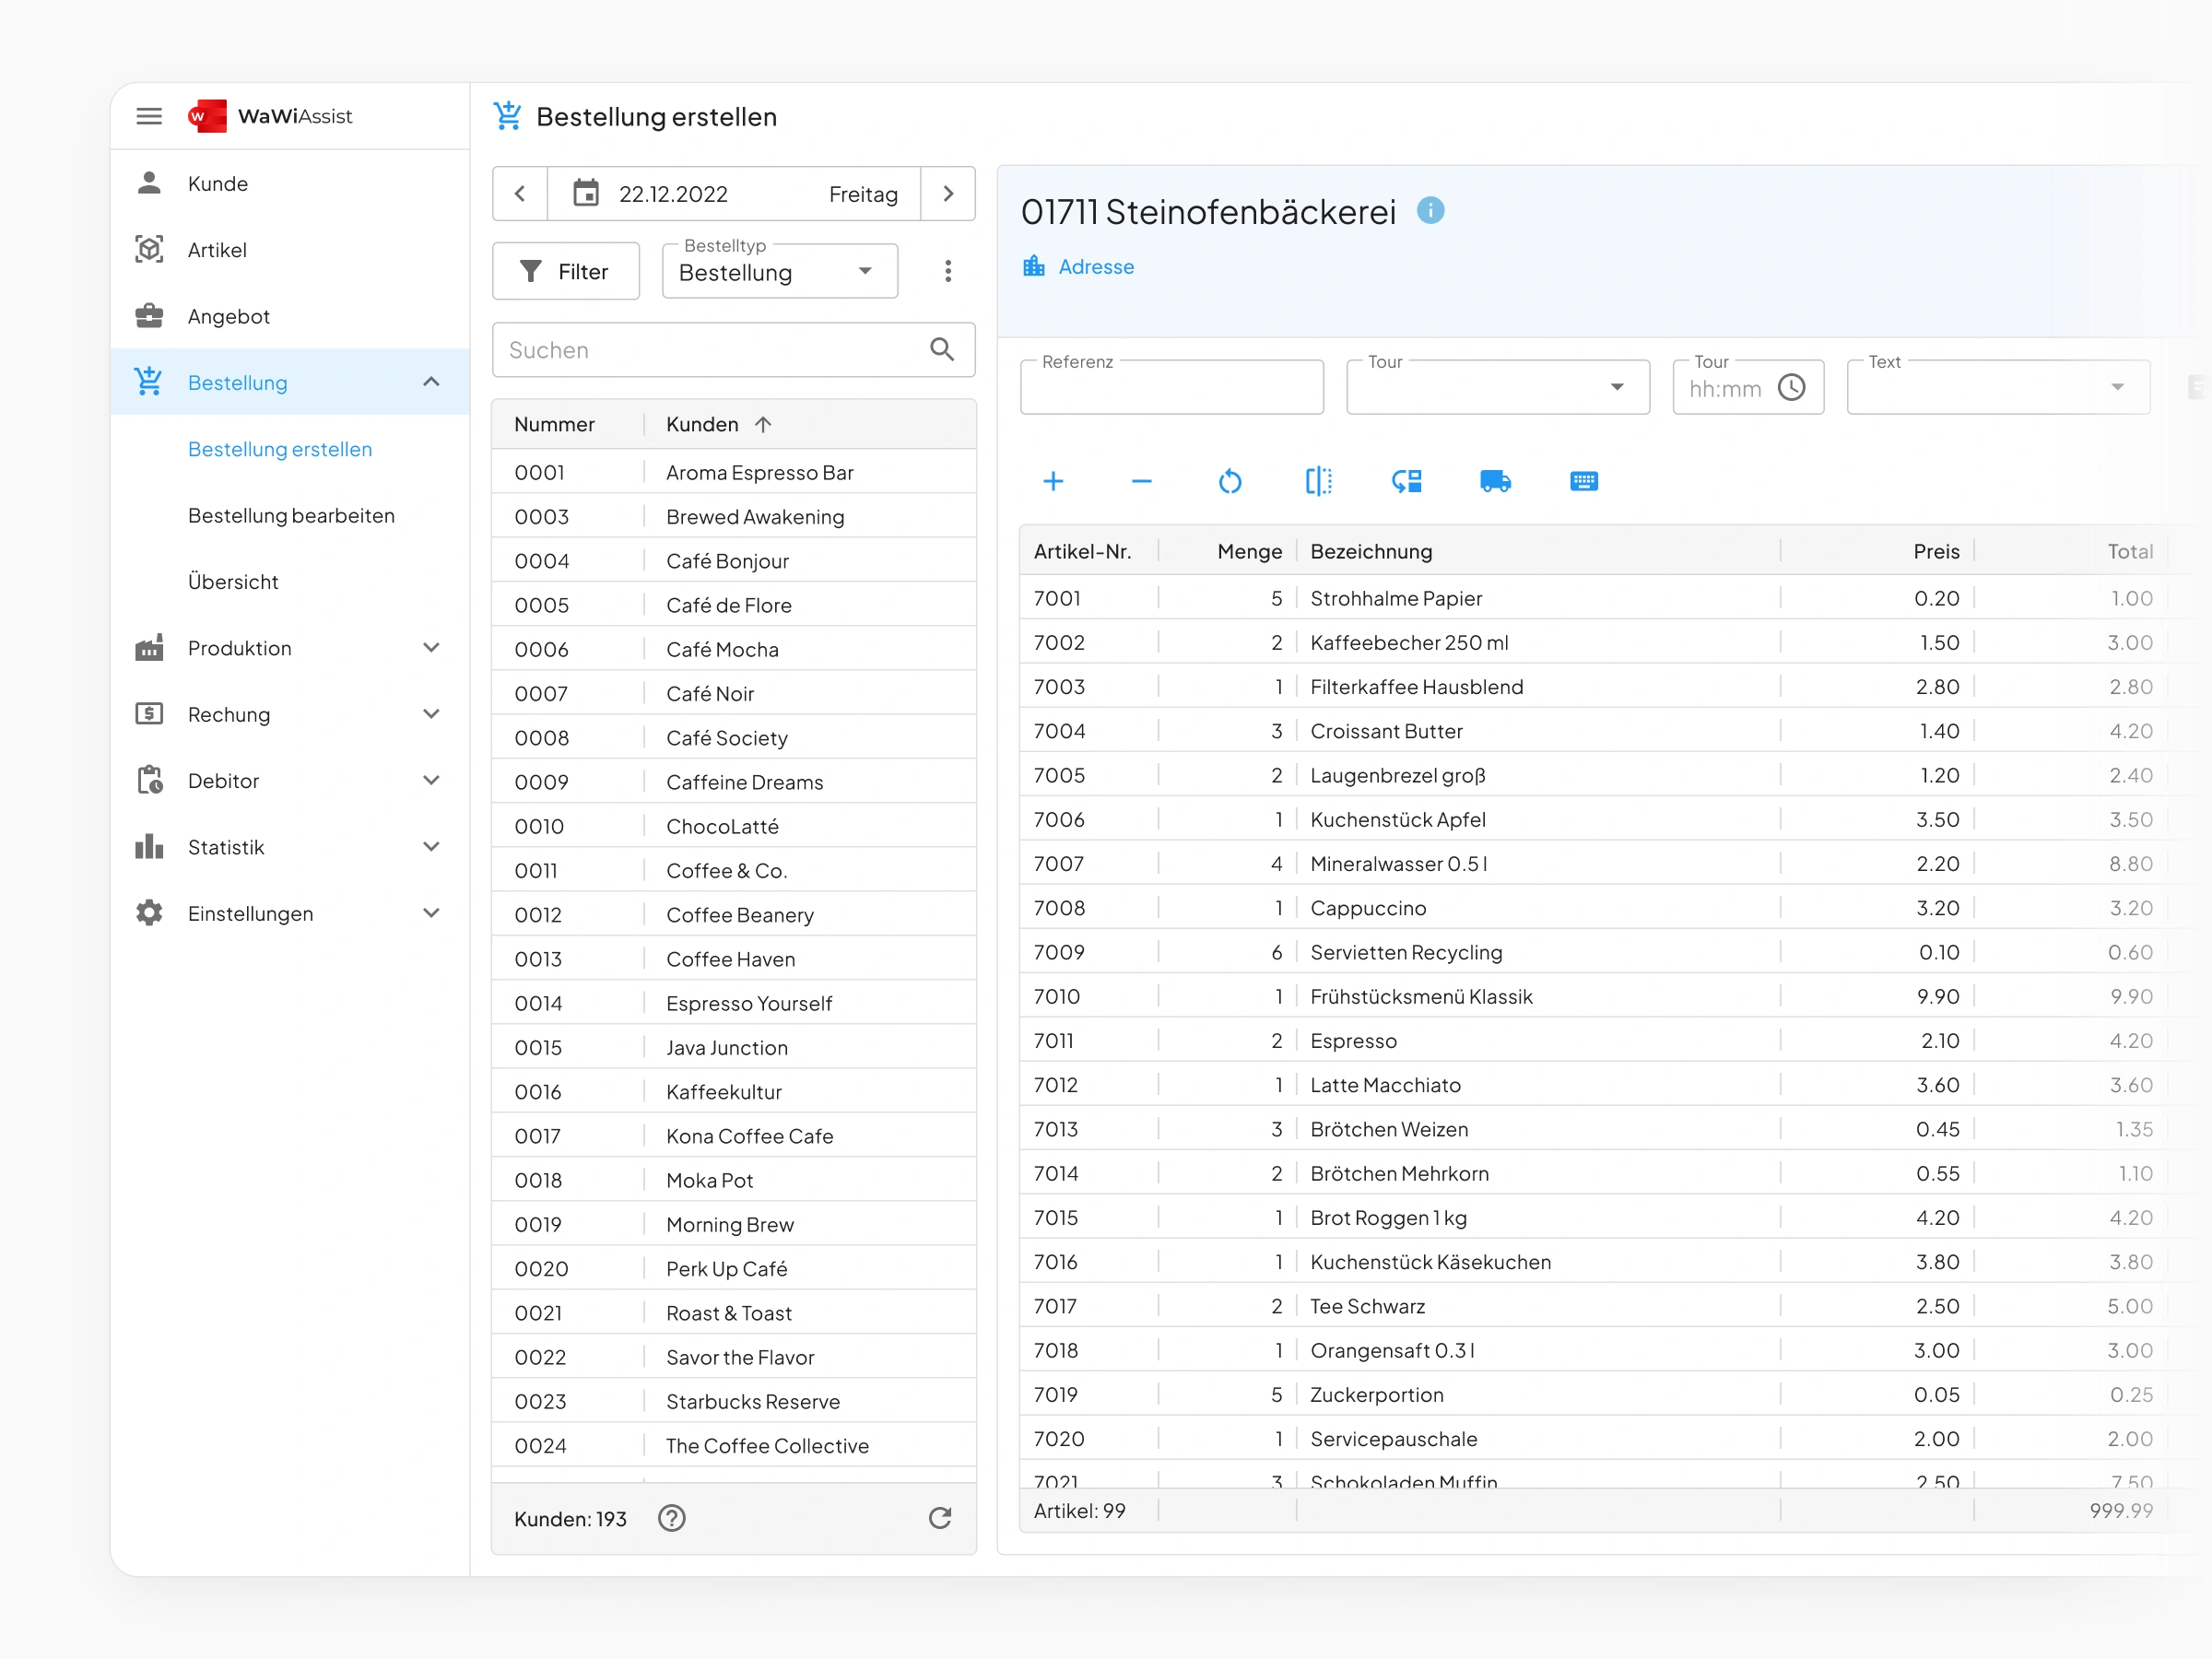 WaWiAssist
Kunde
Artikel
Angebot
Bestellung
Bestellung erstellen
Bestellung bearbeiten
Übersicht
Produktion
Rechung
Debitor
Statistik
Einstellungen
Bestellung erstellen
22.12.2022 Freitag
Filter
Bestelltyp
Bestellung
Suchen
Nummer Kunden
0001 Aroma Espresso Bar
0003 Brewed Awakening
0004 Café Bonjour
0005 Café de Flore
0006 Café Mocha
0007 Café Noir
0008 Café Society
0009 Caffeine Dreams
0010 ChocoLatté
0011 Coffee & Co.
0012 Coffee Beanery
0013 Coffee Haven
0014 Espresso Yourself
0015 Java Junction
0016 Kaffeekultur
0017 Kona Coffee Cafe
0018 Moka Pot
0019 Morning Brew
0020 Perk Up Café
0021 Roast & Toast
0022 Savor the Flavor
0023 Starbucks Reserve
0024 The Coffee Collective
Kunden: 193
01711 Steinofenbäckerei
Adresse
Referenz
Tour
Tour
hh:mm
Text
Artikel-Nr. Menge Bezeichnung Preis Total
7001 5 Strohhalme Papier 0.20 1.00
7002 2 Kaffeebecher 250 ml 1.50 3.00
7003 1 Filterkaffee Hausblend 2.80 2.80
7004 3 Croissant Butter 1.40 4.20
7005 2 Laugenbrezel groß 1.20 2.40
7006 1 Kuchenstück Apfel 3.50 3.50
7007 4 Mineralwasser 0.5 l 2.20 8.80
7008 1 Cappuccino 3.20 3.20
7009 6 Servietten Recycling 0.10 0.60
7010 1 Frühstücksmenü Klassik 9.90 9.90
7011 2 Espresso 2.10 4.20
7012 1 Latte Macchiato 3.60 3.60
7013 3 Brötchen Weizen 0.45 1.35
7014 2 Brötchen Mehrkorn 0.55 1.10
7015 1 Brot Roggen 1 kg 4.20 4.20
7016 1 Kuchenstück Käsekuchen 3.80 3.80
7017 2 Tee Schwarz 2.50 5.00
7018 1 Orangensaft 0.3 l 3.00 3.00
7019 5 Zuckerportion 0.05 0.25
7020 1 Servicepauschale 2.00 2.00
7021 3 Schokoladen Muffin 2.50 7.50
Artikel: 99 999.99